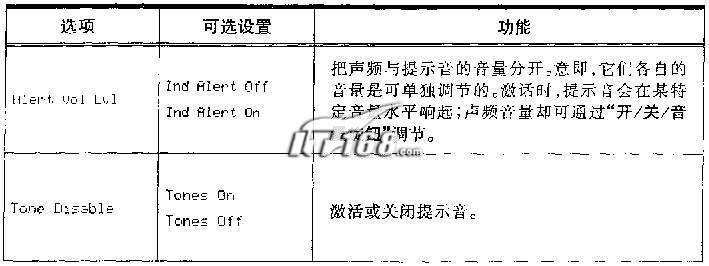 选项
可选设置
功能
Alert Vol Lvl
Ind Alert Off
Ind Alert On
把声频与提示音的音量分开。意即,它们各自的
音量是可单独调节的。激活时,提示音会在某特
定音量水平响起;声频音量却可通过“开/关/音
钮”调节。
IT168.com
Tone Disable
Tones On
Tones Off
激活或关闭提示音。